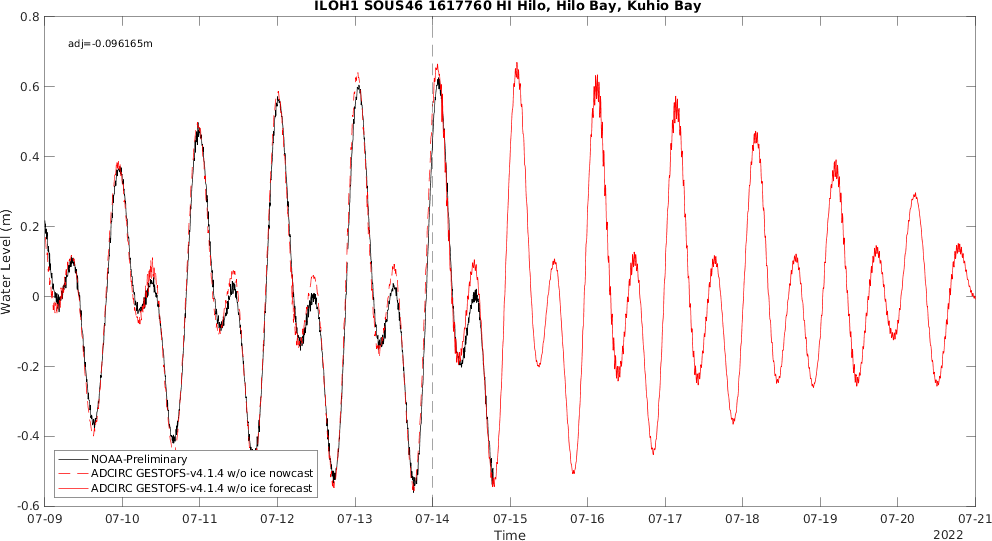 ILOH1 SOUS46 1617760 HI Hilo, Hilo Bay, Kuhio Bay
adj=-0.096165m
Water Level (m)
0.8
0.6
0.4
0.2
0
-0.2
-0.4
-0.6
NOAA-Preliminary
ADCIRC GESTOFS-v4.1.4 w/o ice nowcast
ADCIRC GESTOFS-v4.1.4 w/o ice forecast
07-09 07-10 07-11 07-12 07-13 07-14 07-15 07-16 07-17 07-18 07-19 07-20 07-21
Time
2022